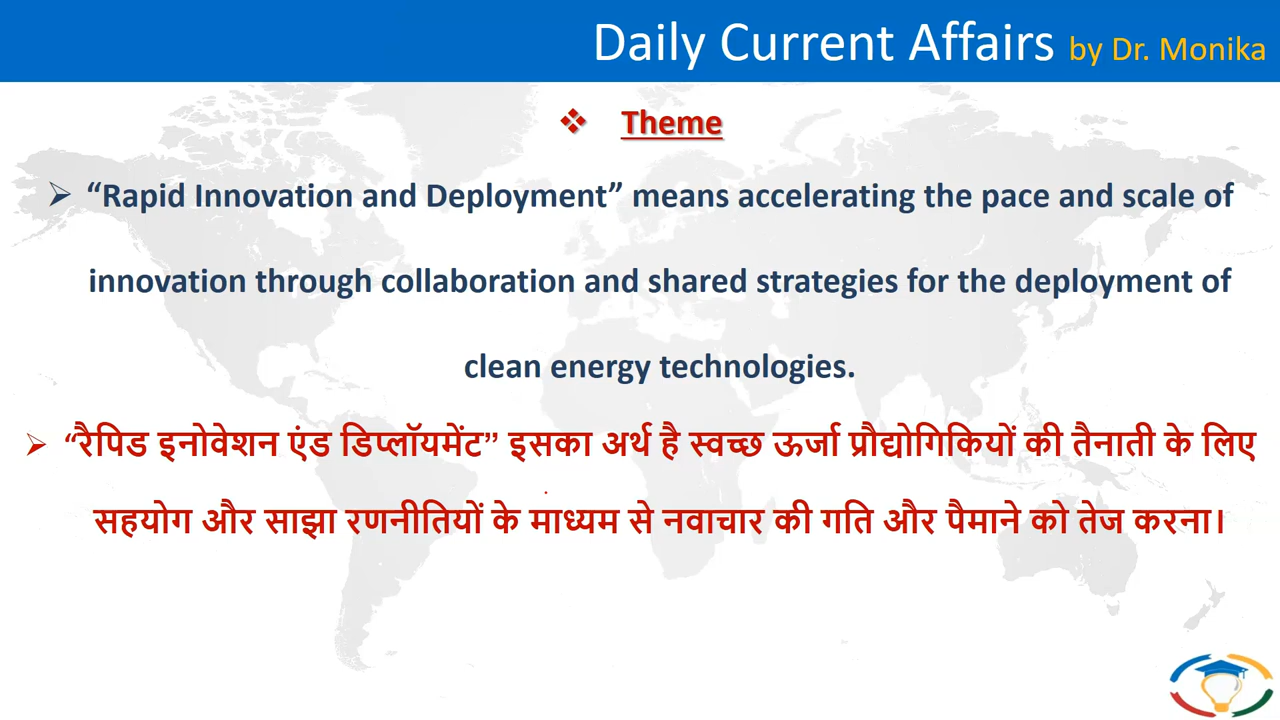 Daily Current Affairs by Dr. Monika
❖ Theme
➢ “Rapid Innovation and Deployment” means accelerating the pace and scale of
innovation through collaboration and shared strategies for the deployment of
clean energy technologies.
➢ “रैपिड इनोवेशन एंड डिप्लॉयमेंट” इसका अर्थ है स्वच्छ ऊर्जा प्रौद्योगिकियों की तैनाती के लिए
सहयोग और साझा रणनीतियों के माध्यम से नवाचार की गति और पैमाने को तेज करना।